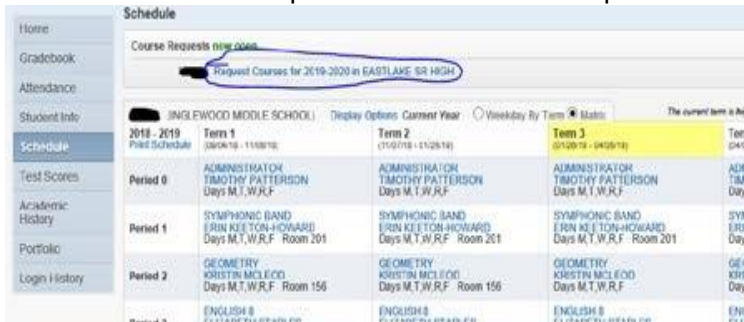 Schedule
Home
Gradebook
Attendance
Student Info
Schedule
Test Scores
Academic
History
Portfolio
Login History
Course Requests now open
Request Courses for 2019-2020 in EASTLAKE SR HIGH
INGLEWOOD MIDDLE SCHOOL) Display Options Current Year Weekday By Term Matrix The current term is
2018 - 2019 Term 1 Term 2 Term 3
Print Schedule
Period 0 ADMINISTRATOR ADMINISTRATOR ADMINISTRATOR
TIMOTHY PATTERSON TIMOTHY PATTERSON TIMOTHY PATTERSON
Days M,T,W,R,F Days M,T,W,R,F Days M,T,W,R,F
Period 1 SYMPHONIC BAND SYMPHONIC BAND SYMPHONIC BAND
ERIN KEETON-HOWARD ERIN KEETON-HOWARD ERIN KEETON-HOWARD
Days M,T,W,R,F Room 201 Days M,T,W,R,F Room 201 Days M,T,W,R,F Room 201
Period 2 GEOMETRY GEOMETRY GEOMETRY
KRISTIN MCLEOD KRISTIN MCLEOD KRISTIN MCLEOD
Days M,T,W,R,F Room 156 Days M,T,W,R,F Room 156 Days M,T,W,R,F
ENGLISH 8 ENGLISH 8 ENGLISH 8